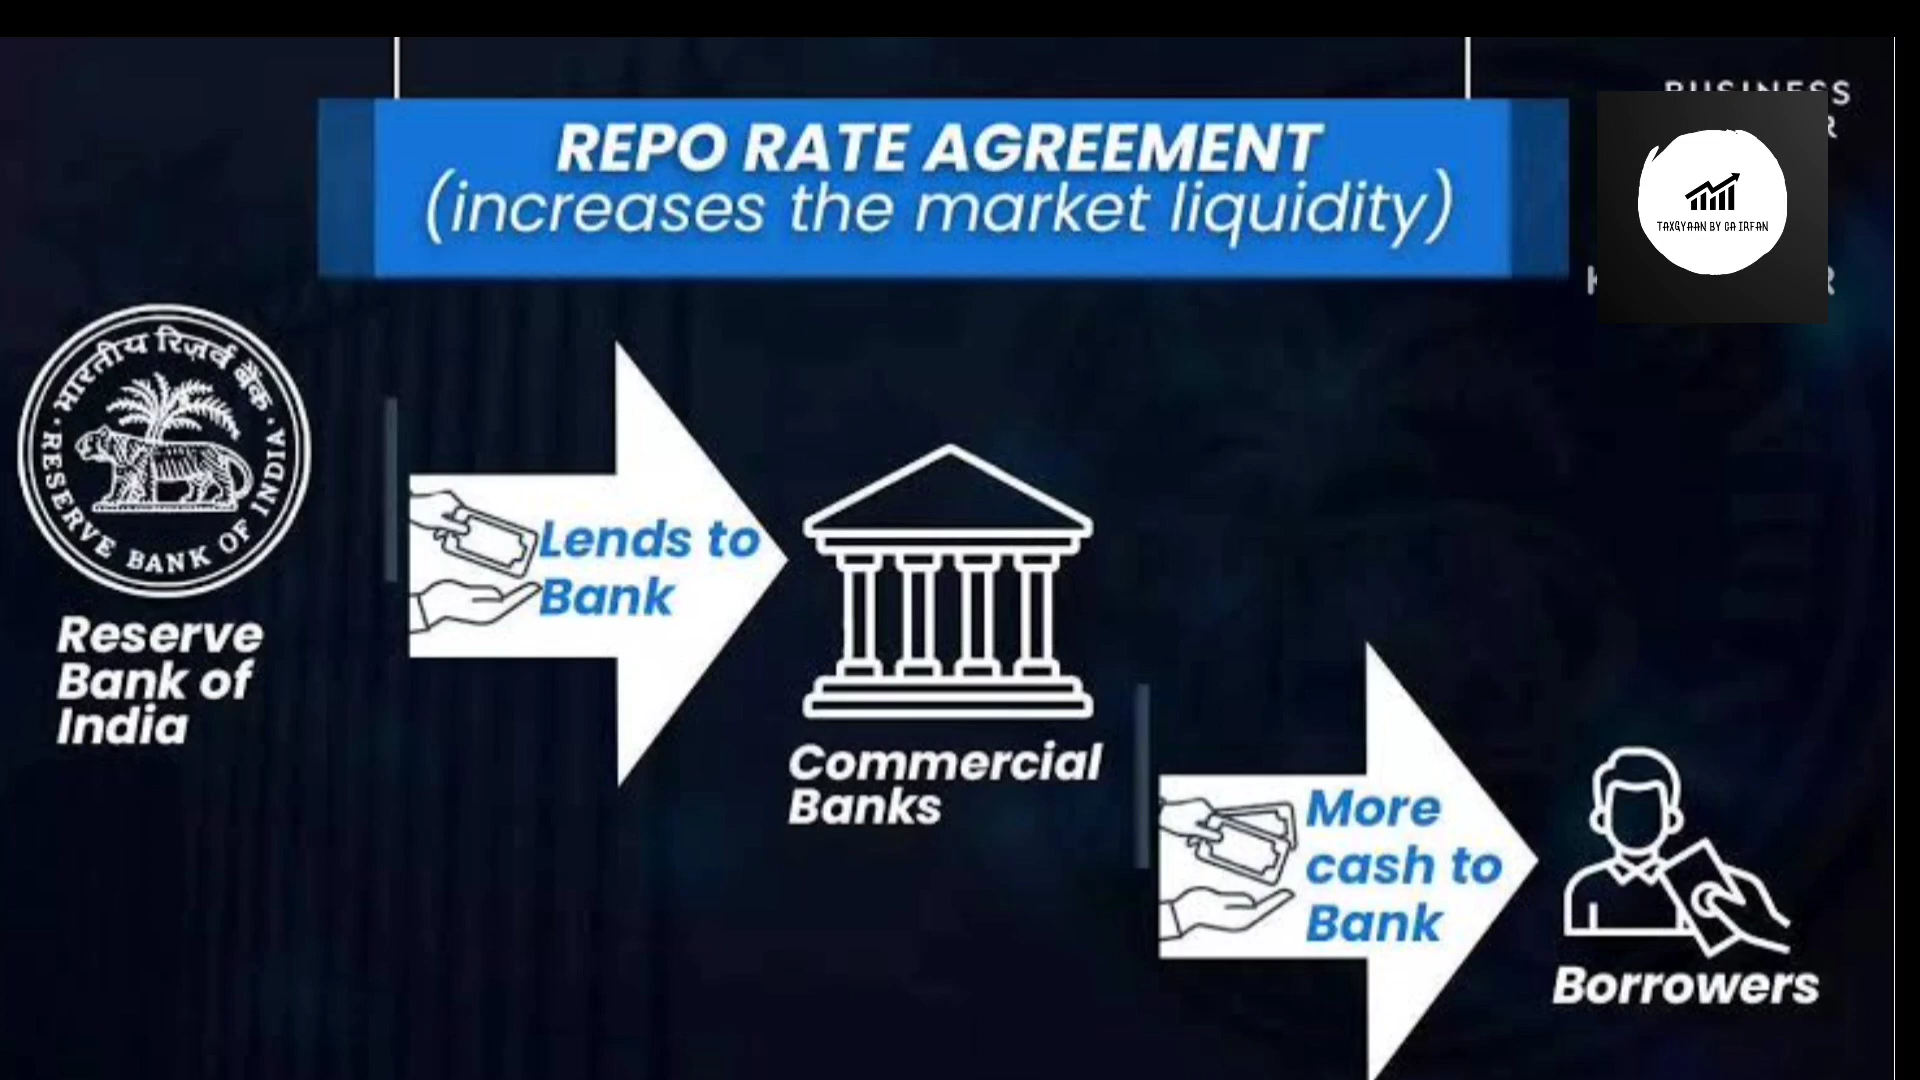 BUSINESS
REPO RATE AGREEMENT
(increases the market liquidity)
TAXGYAAN BY CA IRFAN
भारतीय रिज़र्व बैंक
RESERVE BANK OF INDIA
Reserve
Bank of
India
Lends to
Bank
Commercial
Banks
More
cash to
Bank
Borrowers